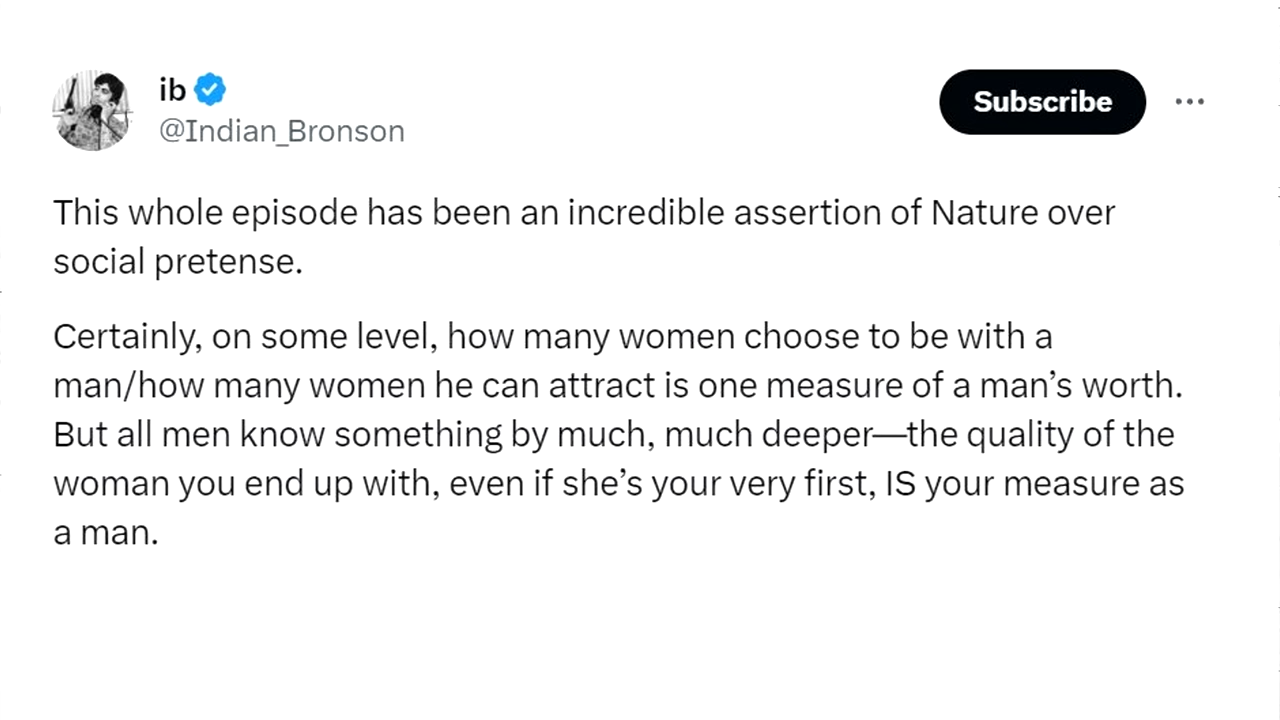 ib
@Indian_Bronson
Subscribe
This whole episode has been an incredible assertion of Nature over
social pretense.
Certainly, on some level, how many women choose to be with a
man/how many women he can attract is one measure of a man’s worth.
But all men know something by much, much deeper—the quality of the
woman you end up with, even if she’s your very first, IS your measure as
a man.